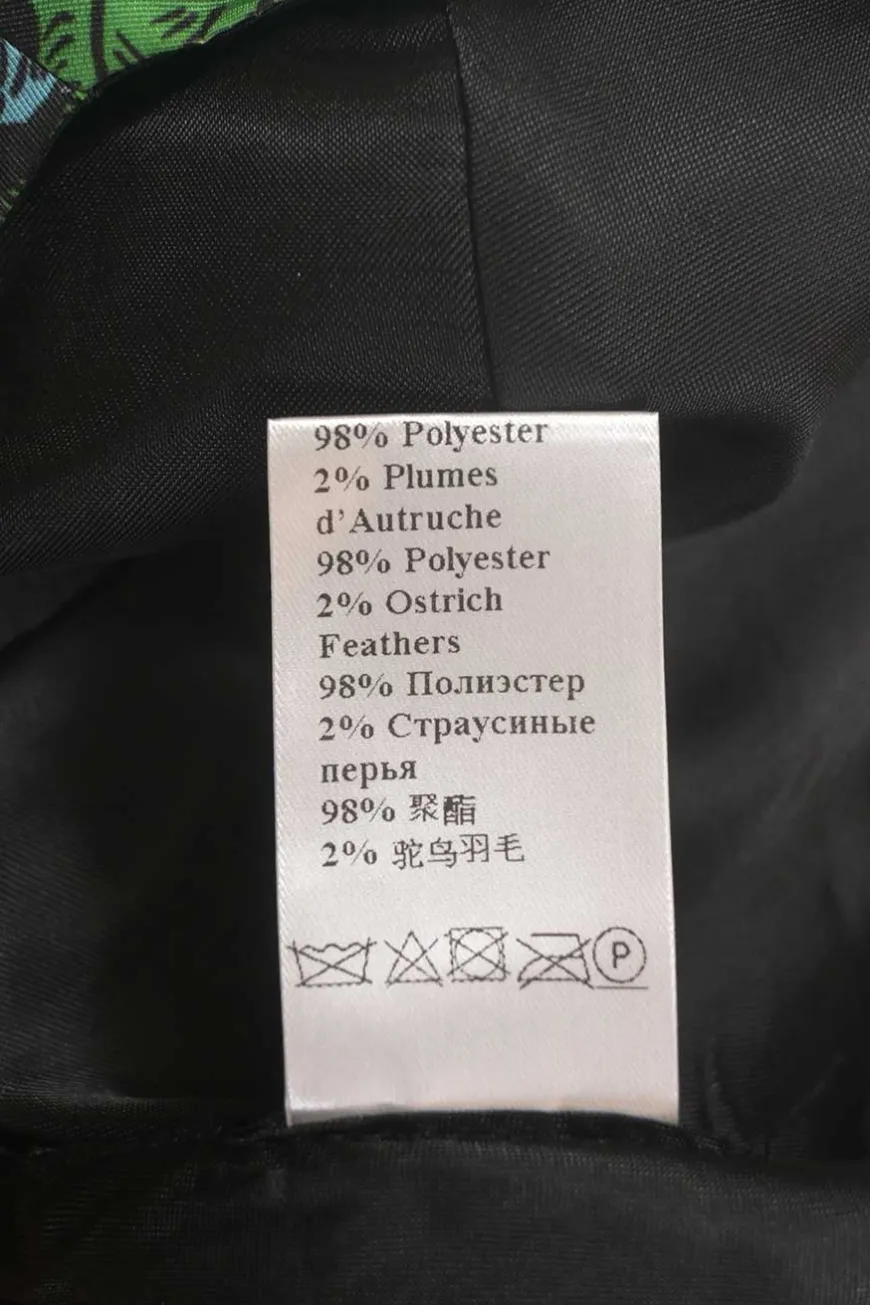 98% Polyester
2% Plumes
d'Autruche
98% Polyester
2% Ostrich
Feathers
98% Полиэстер
2% Страусиные
перья
98% 聚酯
2% 驼鸟羽毛
P